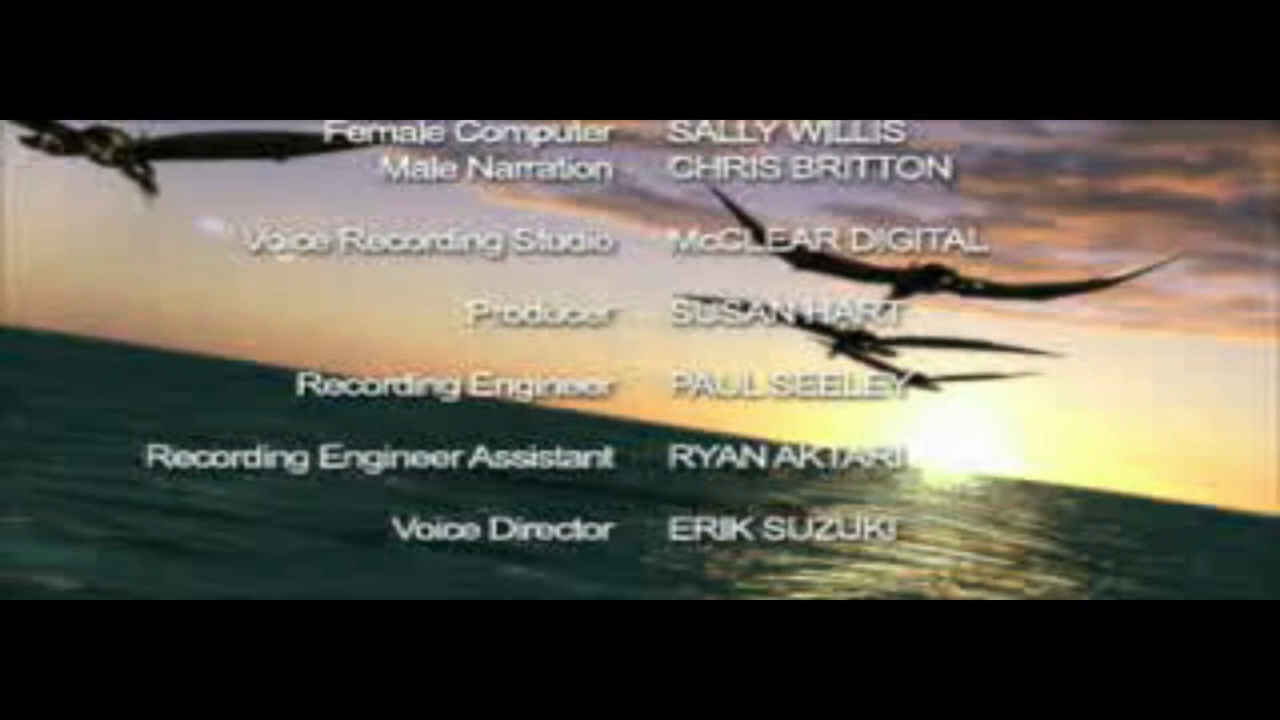 Female Computer SALLY WILLIS
Male Narration CHRIS BRITTON
Voice Recording Studio McCLEAR DIGITAL
Producer SUSAN HART
Recording Engineer PAUL SEELEY
Recording Engineer Assistant RYAN AKTARI
Voice Director ERIK SUZUKI